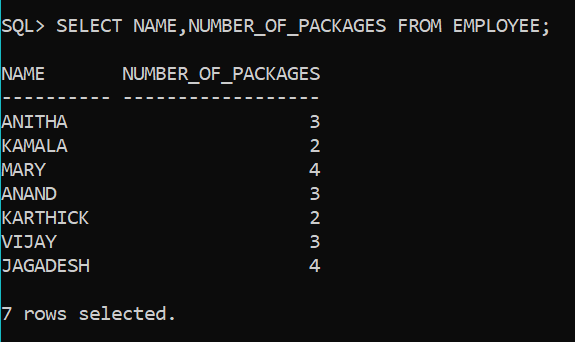 SQL> SELECT NAME,NUMBER_OF_PACKAGES FROM EMPLOYEE;
NAME       NUMBER_OF_PACKAGES
---------- ------------------
ANITHA                      3
KAMALA                      2
MARY                        4
ANAND                       3
KARTHICK                    2
VIJAY                       3
JAGADESH                    4
7 rows selected.